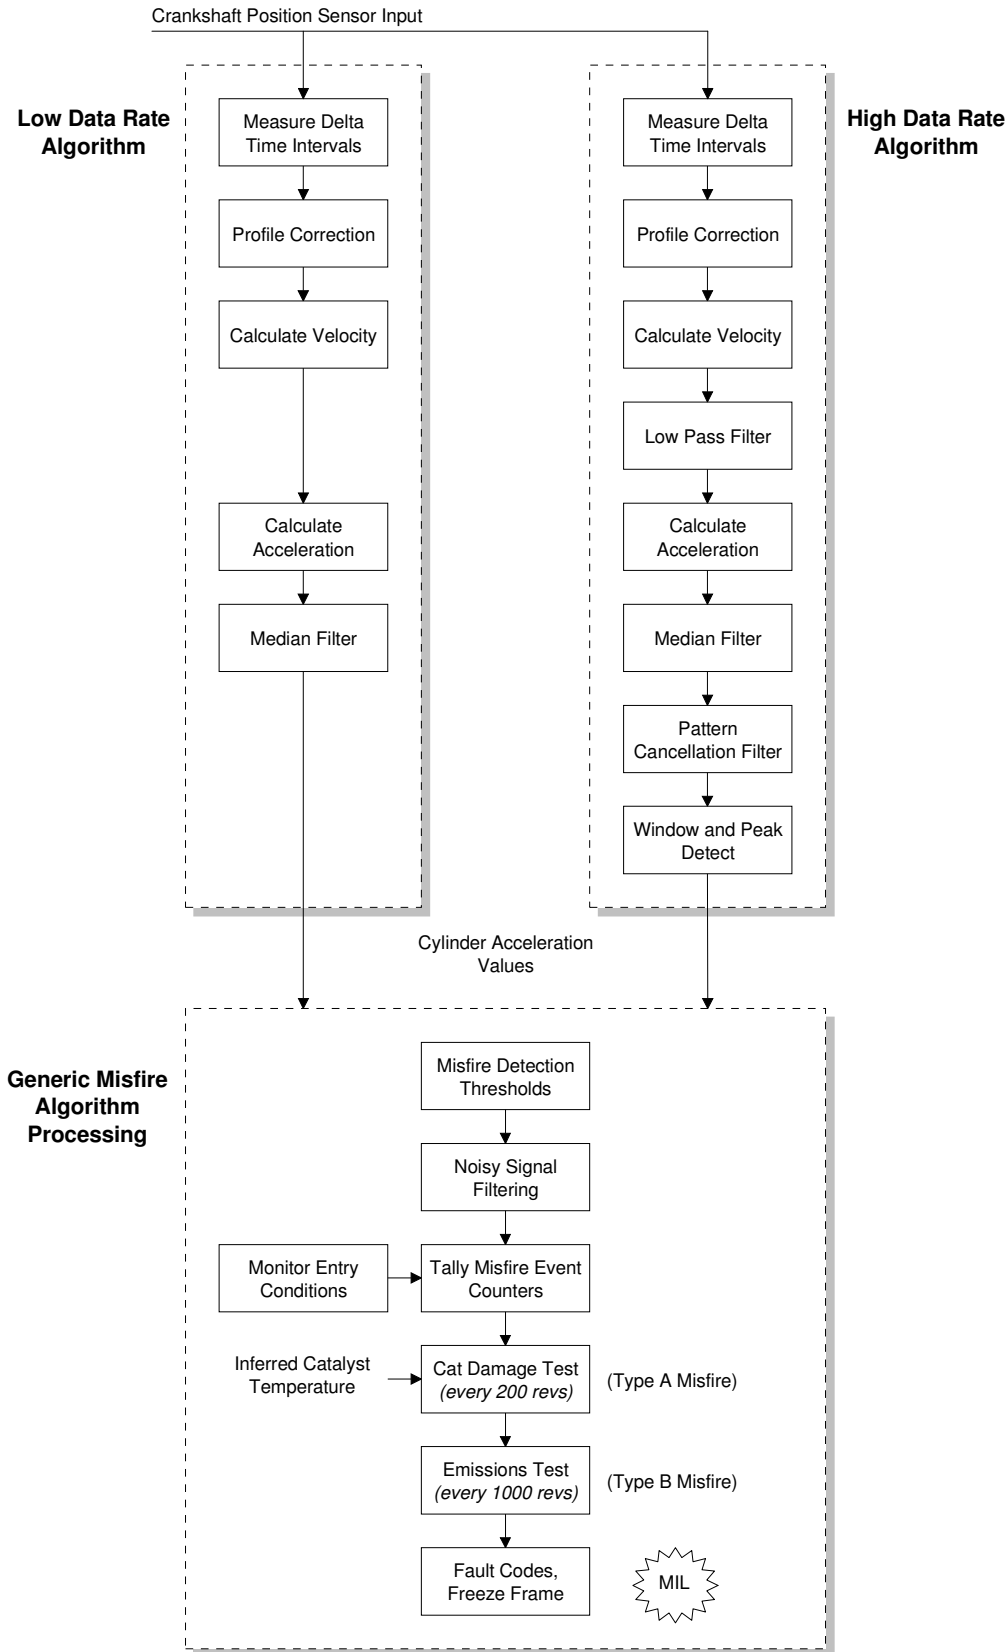 Crankshaft Position Sensor Input
Low Data Rate
Algorithm
High Data Rate
Algorithm
Measure Delta
Time Intervals
Profile Correction
Calculate Velocity
Calculate
Acceleration
Median Filter
Measure Delta
Time Intervals
Profile Correction
Calculate Velocity
Low Pass Filter
Calculate
Acceleration
Median Filter
Pattern
Cancellation Filter
Window and Peak
Detect
Cylinder Acceleration
Values
Generic Misfire
Algorithm
Processing
Misfire Detection
Thresholds
Noisy Signal
Filtering
Monitor Entry
Conditions
Tally Misfire Event
Counters
Inferred Catalyst
Temperature
Cat Damage Test
(every 200 revs)
(Type A Misfire)
Emissions Test
(every 1000 revs)
(Type B Misfire)
Fault Codes,
Freeze Frame
MIL